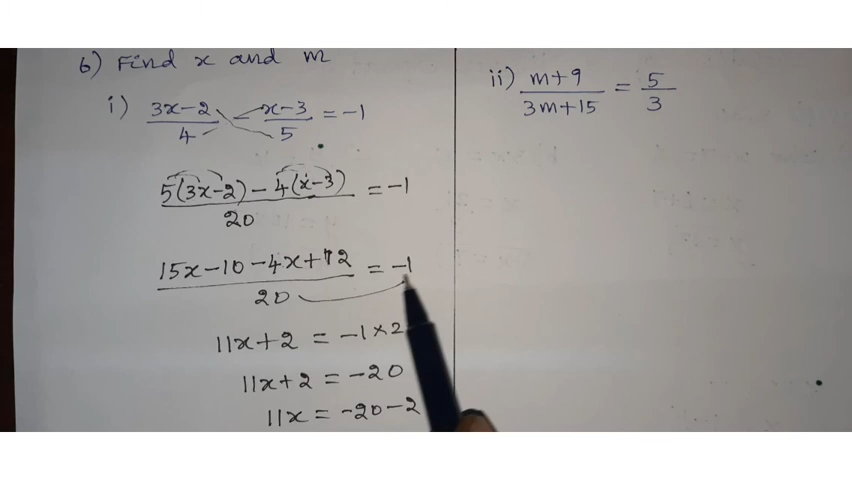 6) Find x and m
i) (3x-2)/4 - (x-3)/5 = -1
(5(3x-2) - 4(x-3))/20 = -1
(15x-10-4x+12)/20 = -1
11x+2 = -1×2
11x+2 = -20
11x = -20-2
ii) (m+9)/(3m+15) = 5/3